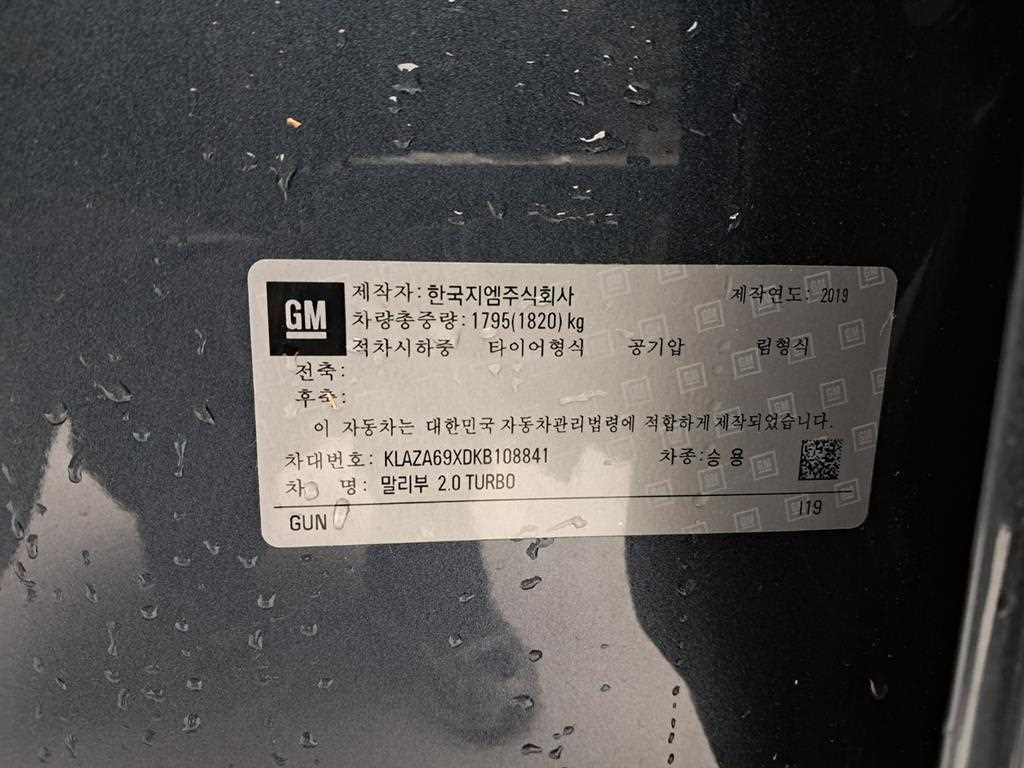 GM
제작자: 한국지엠주식회사 제작연도: 2019
차량총중량: 1795(1820) kg
적차시하중 타이어형식 공기압 림형식
전축:
후축:
이 자동차는 대한민국 자동차관리법령에 적합하게 제작되었습니다.
차대번호: KLAZA69XDKB108841 차종:승 용
차 명: 말리부 2.0 TURBO
GUN I19